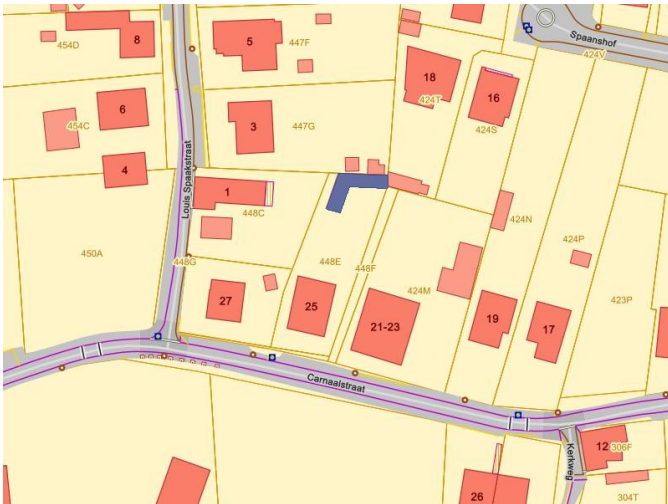 454D
8
5
447F
Spaanshof
424V
18
424T
16
424S
6
454C
3
447G
4
Louis Spaakstraat
1
448C
424N
424P
450A
448G
448E
448F
424M
423P
27
25
21-23
19
17
Carnaalstraat
12
306F
Kerkweg
26
304T